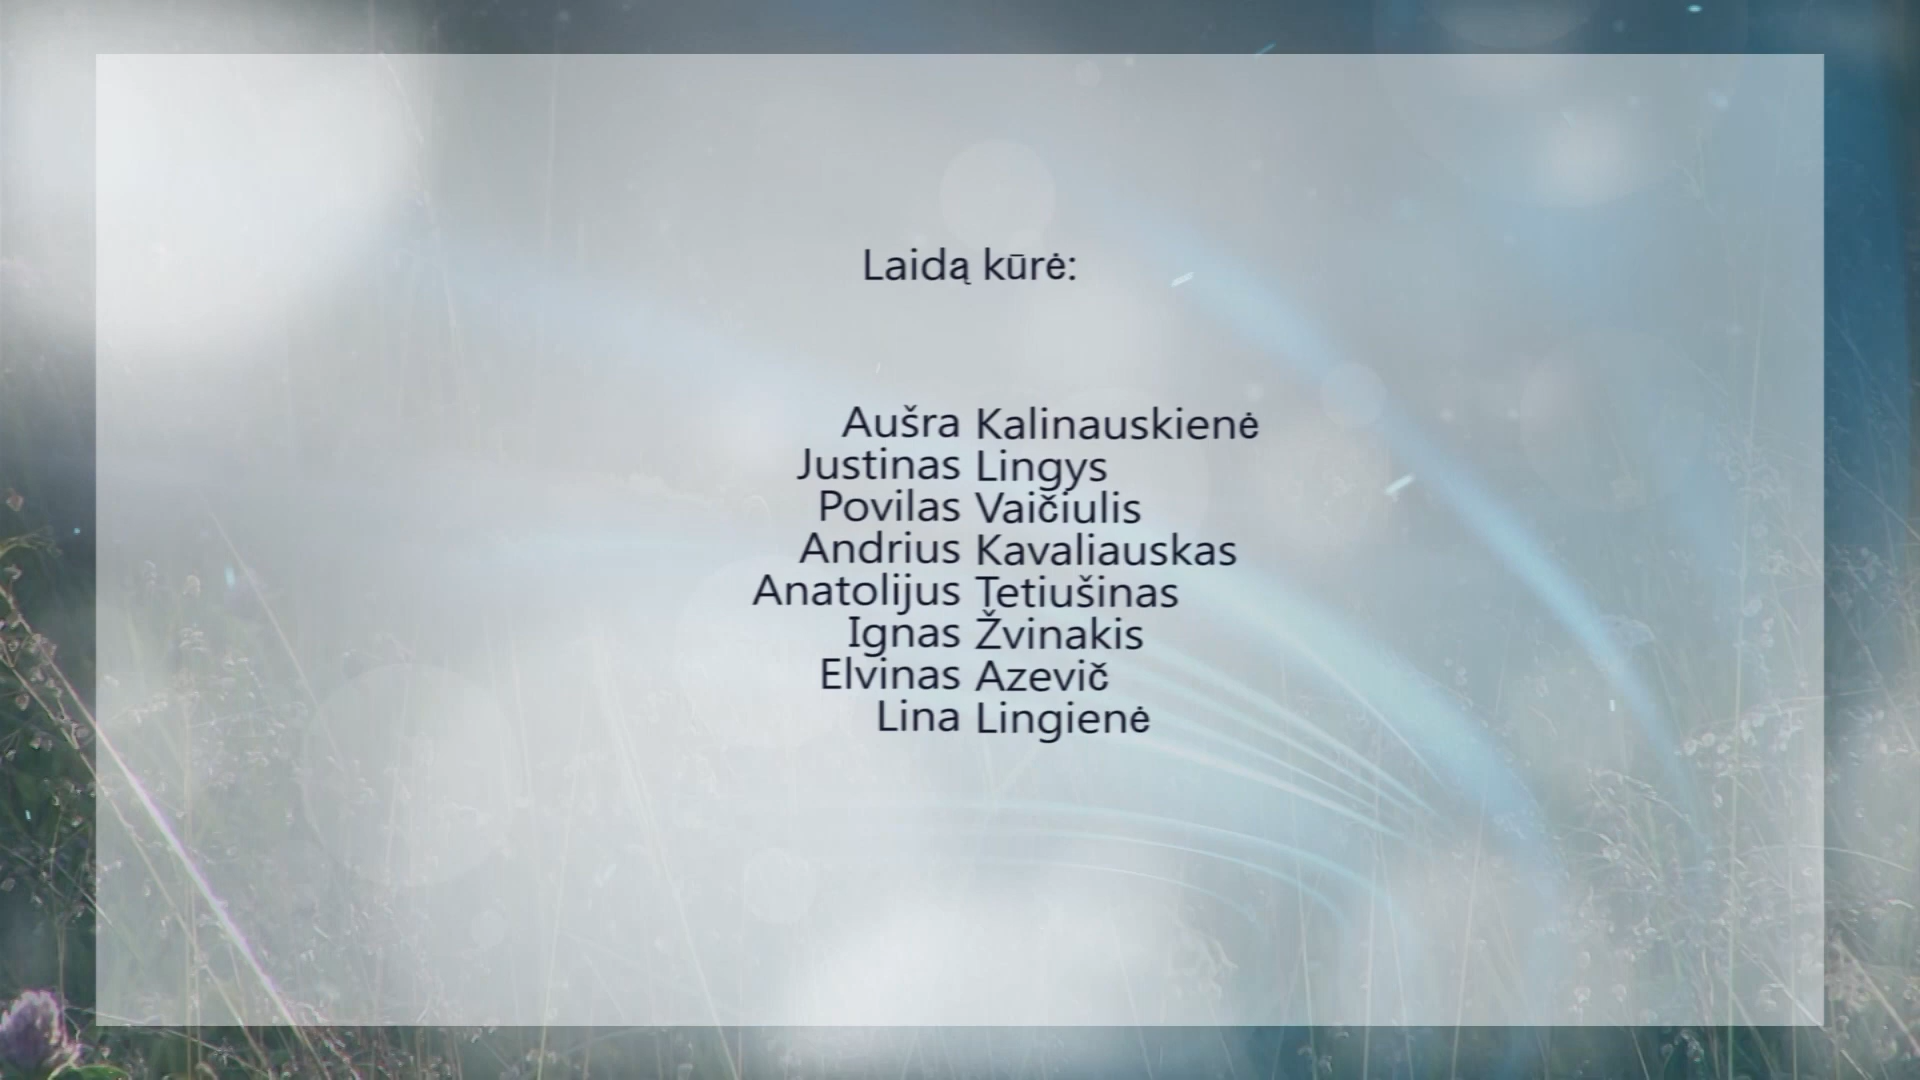 Laidą kūrė:
Aušra Kalinauskienė
Justinas Lingys
Povilas Vaičiulis
Andrius Kavaliauskas
Anatolijus Tetiušinas
Ignas Žvinakis
Elvinas Azevič
Lina Lingienė